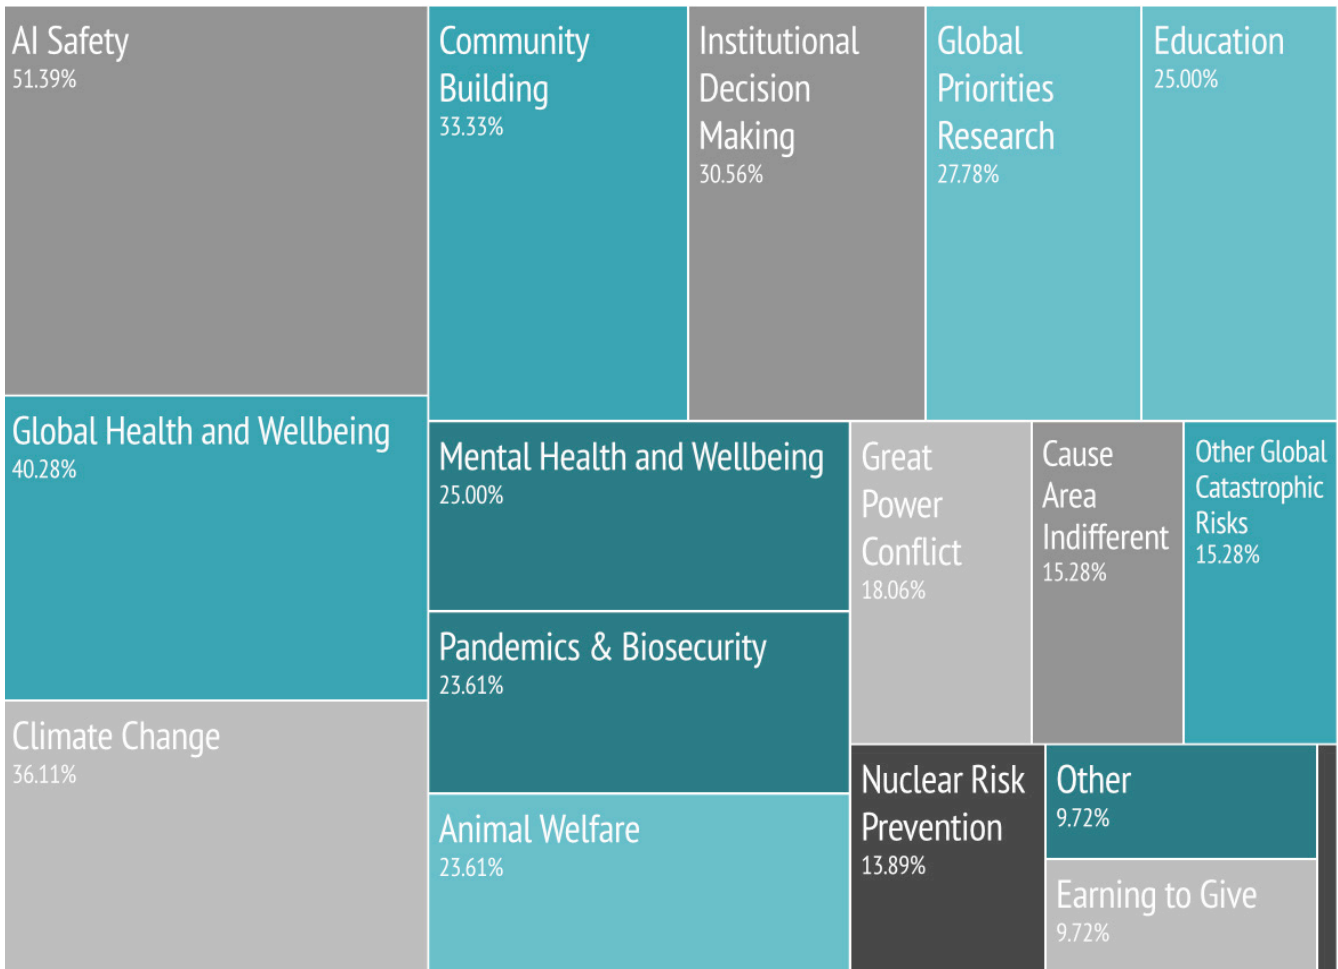 AI Safety
51.39%
Community
Building
33.33%
Institutional
Decision
Making
30.56%
Global
Priorities
Research
27.78%
Education
25.00%
Global Health and Wellbeing
40.28%
Mental Health and Wellbeing
25.00%
Great
Power
Conflict
18.06%
Cause
Area
Indifferent
15.28%
Other Global
Catastrophic
Risks
15.28%
Pandemics & Biosecurity
23.61%
Climate Change
36.11%
Animal Welfare
23.61%
Nuclear Risk
Prevention
13.89%
Other
9.72%
Earning to Give
9.72%